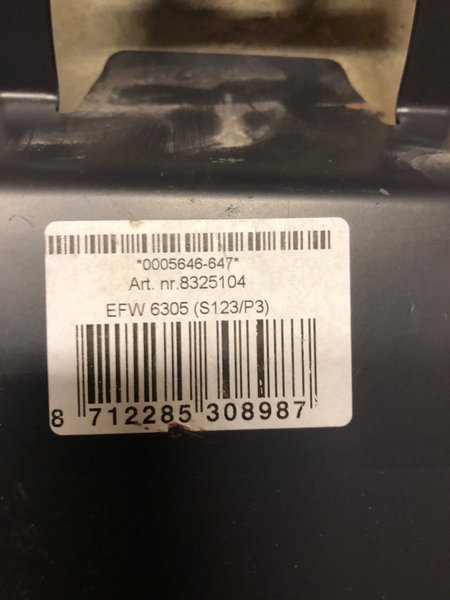 *0005646-647*
Art. nr.8325104
EFW 6305 (S123/P3)
8 712285 308987